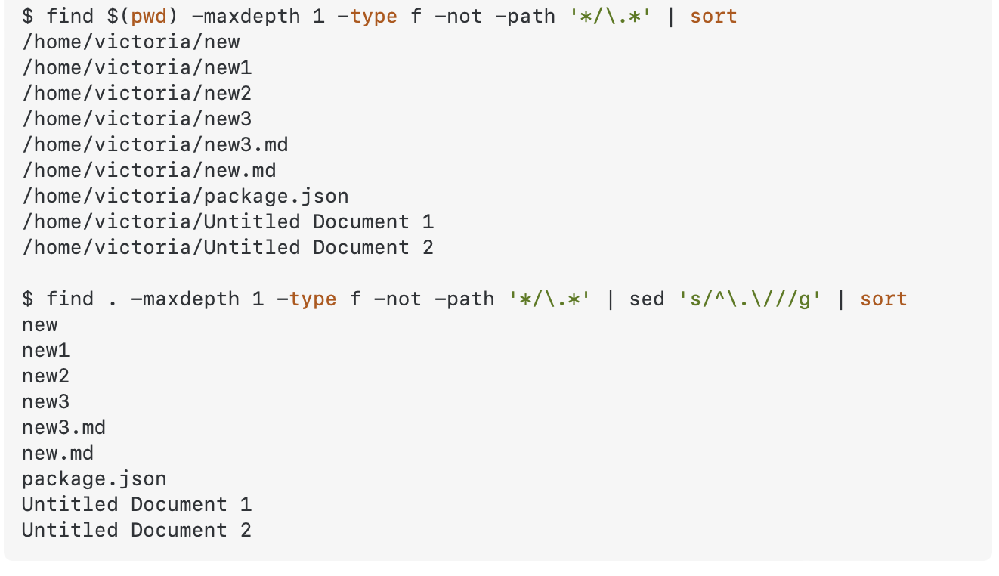 $ find $(pwd) -maxdepth 1 -type f -not -path '*/\.*' | sort
/home/victoria/new
/home/victoria/new1
/home/victoria/new2
/home/victoria/new3
/home/victoria/new3.md
/home/victoria/new.md
/home/victoria/package.json
/home/victoria/Untitled Document 1
/home/victoria/Untitled Document 2

$ find . -maxdepth 1 -type f -not -path '*/\.*' | sed 's/^\.\///g' | sort
new
new1
new2
new3
new3.md
new.md
package.json
Untitled Document 1
Untitled Document 2